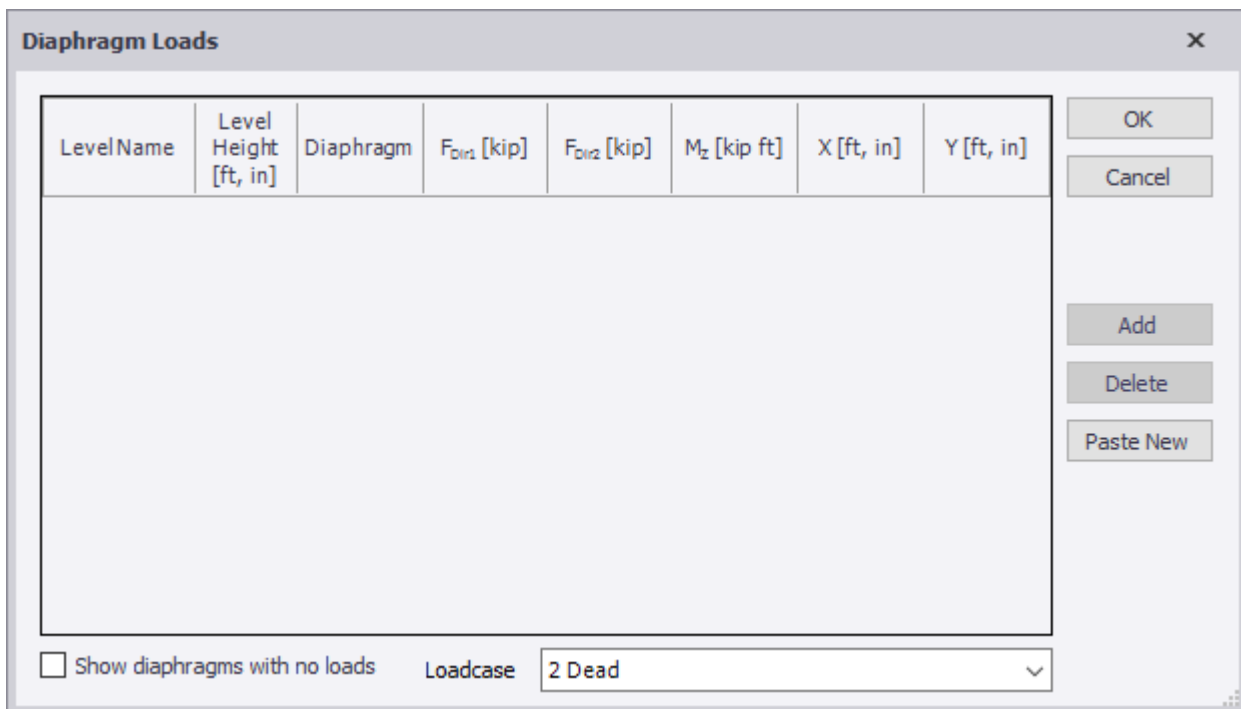 Diaphragm Loads
Level Name
Level
Height
[ft, in]
Diaphragm
FDir1 [kip]
FDir2 [kip]
MZ [kip ft]
X [ft, in]
Y [ft, in]
OK
Cancel
Add
Delete
Paste New
Show diaphragms with no loads
Loadcase
2 Dead